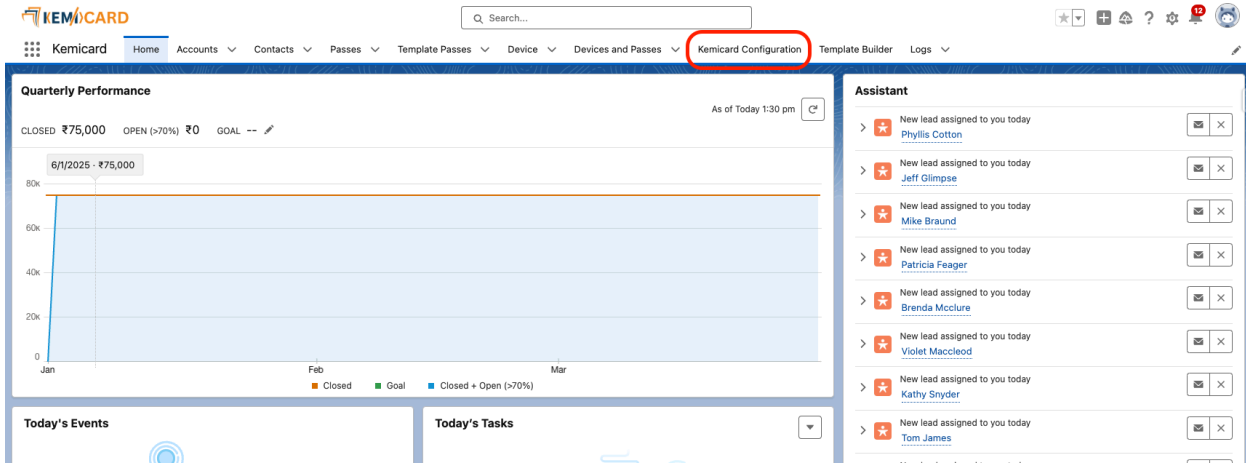 KEMICARD
Search...
12
Kemicard Home Accounts Contacts Passes Template Passes Device Devices and Passes Kemicard Configuration Template Builder Logs
Quarterly Performance
As of Today 1:30 pm
CLOSED ₹75,000 OPEN (>70%) ₹0 GOAL --
6/1/2025 · ₹75,000
80K
60K
40K
20K
0
Jan Feb Mar
Closed Goal Closed + Open (>70%)
Today's Events
Today's Tasks
Assistant
New lead assigned to you today
Phyllis Cotton
New lead assigned to you today
Jeff Glimpse
New lead assigned to you today
Mike Braund
New lead assigned to you today
Patricia Feager
New lead assigned to you today
Brenda Mcclure
New lead assigned to you today
Violet Maccleod
New lead assigned to you today
Kathy Snyder
New lead assigned to you today
Tom James